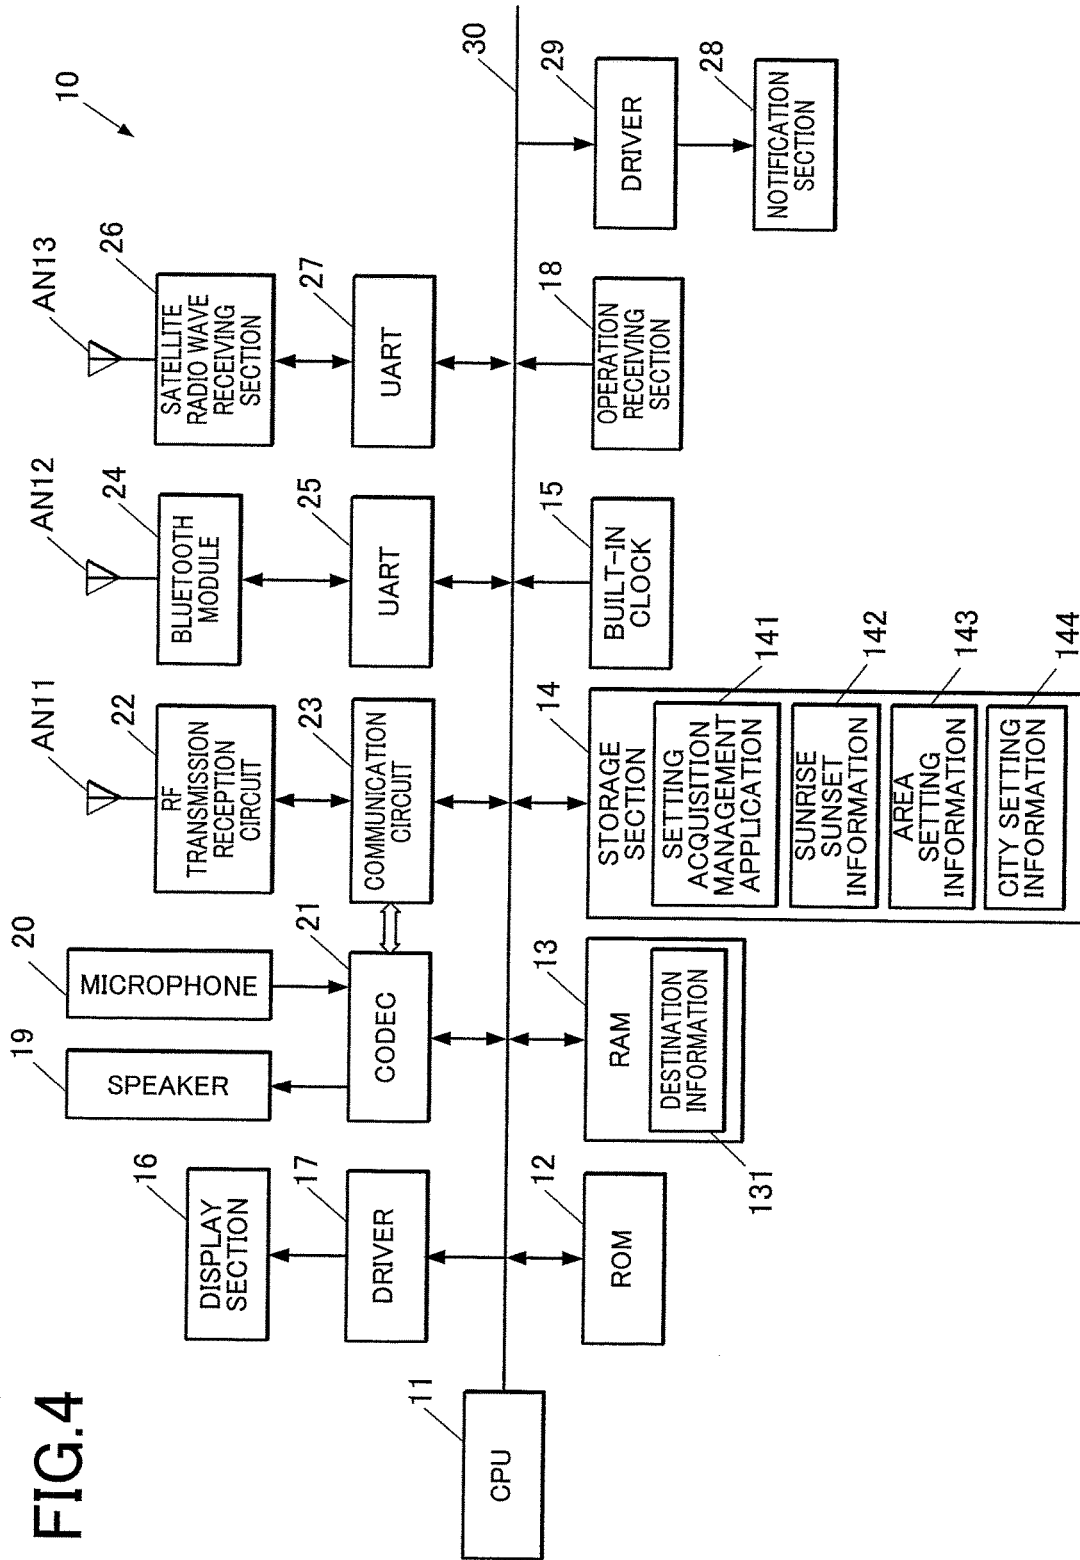 FIG.4
10
AN11
AN12
AN13
19
20
22
24
26
SPEAKER
MICROPHONE
RF
TRANSMISSION
RECEPTION
CIRCUIT
BLUETOOTH
MODULE
SATELLITE
RADIO WAVE
RECEIVING
SECTION
16
DISPLAY
SECTION
17
21
23
25
27
DRIVER
CODEC
COMMUNICATION
CIRCUIT
UART
UART
11
CPU
30
12
ROM
13
RAM
DESTINATION
INFORMATION
131
14
STORAGE
SECTION
SETTING
ACQUISITION
MANAGEMENT
APPLICATION
141
SUNRISE
SUNSET
INFORMATION
142
AREA
SETTING
INFORMATION
143
CITY SETTING
INFORMATION
144
15
BUILT-IN
CLOCK
18
OPERATION
RECEIVING
SECTION
29
DRIVER
28
NOTIFICATION
SECTION